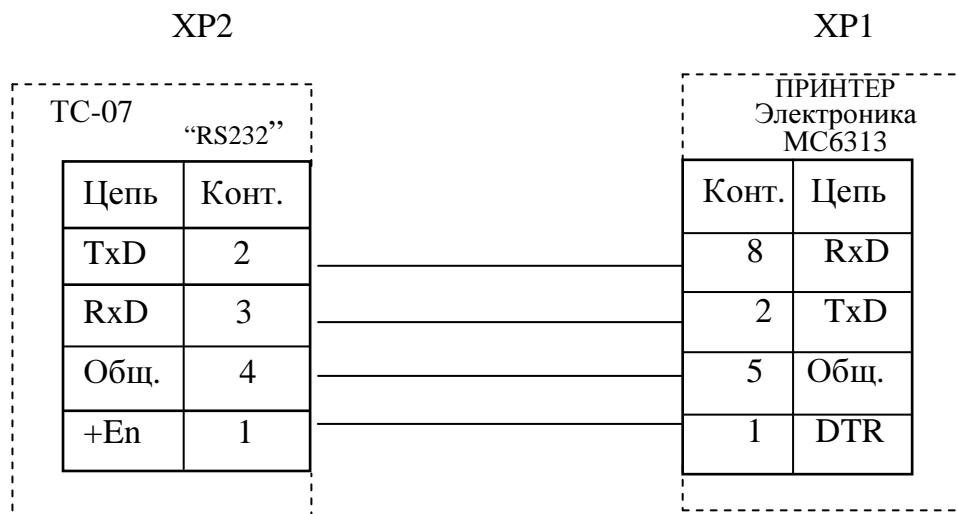 XP2
XP1
ТС-07
“RS232”
Цепь Конт.
TxD 2
RxD 3
Общ. 4
+En 1
ПРИНТЕР
Электроника
МС6313
Конт. Цепь
8 RxD
2 TxD
5 Общ.
1 DTR